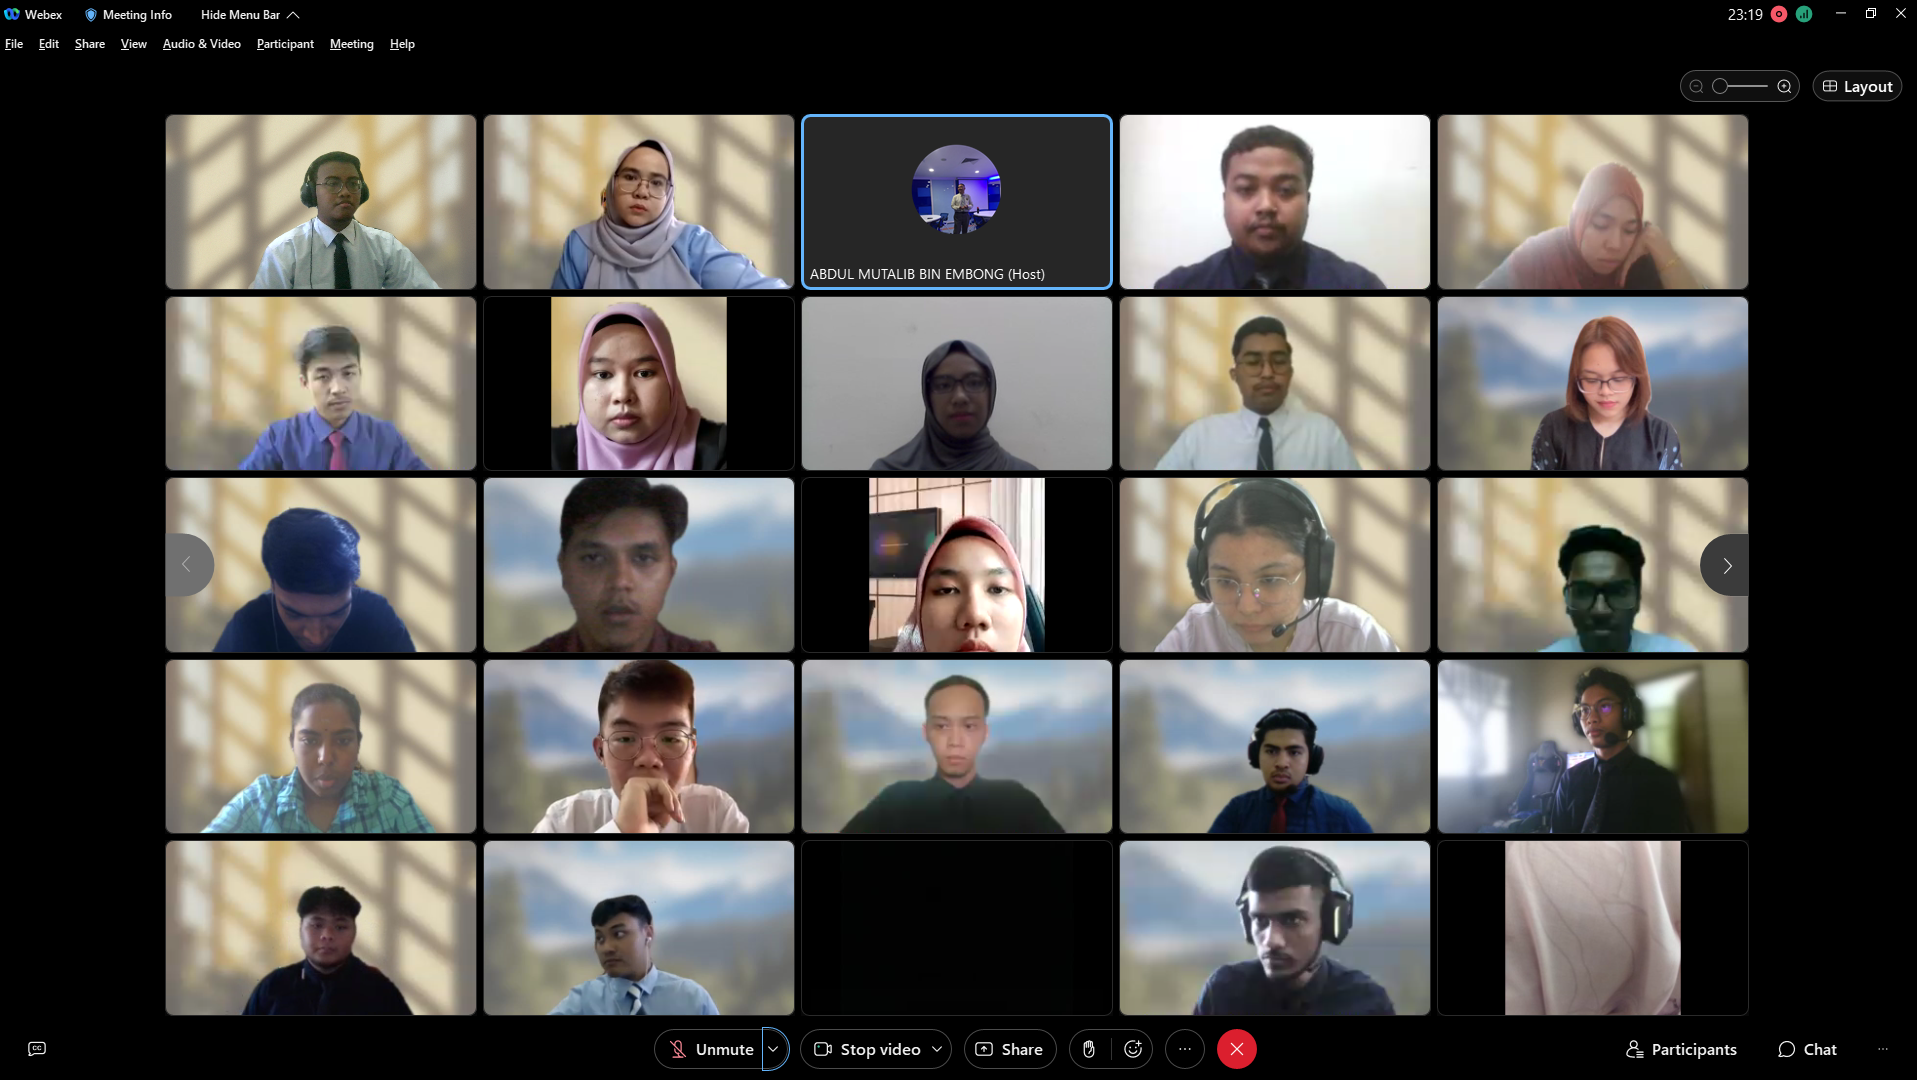 Webex
Meeting Info
Hide Menu Bar
23:19
File Edit Share View Audio & Video Participant Meeting Help
Layout
ABDUL MUTALIB BIN EMBONG (Host)
CC
Unmute
Stop video
Share
Participants
Chat